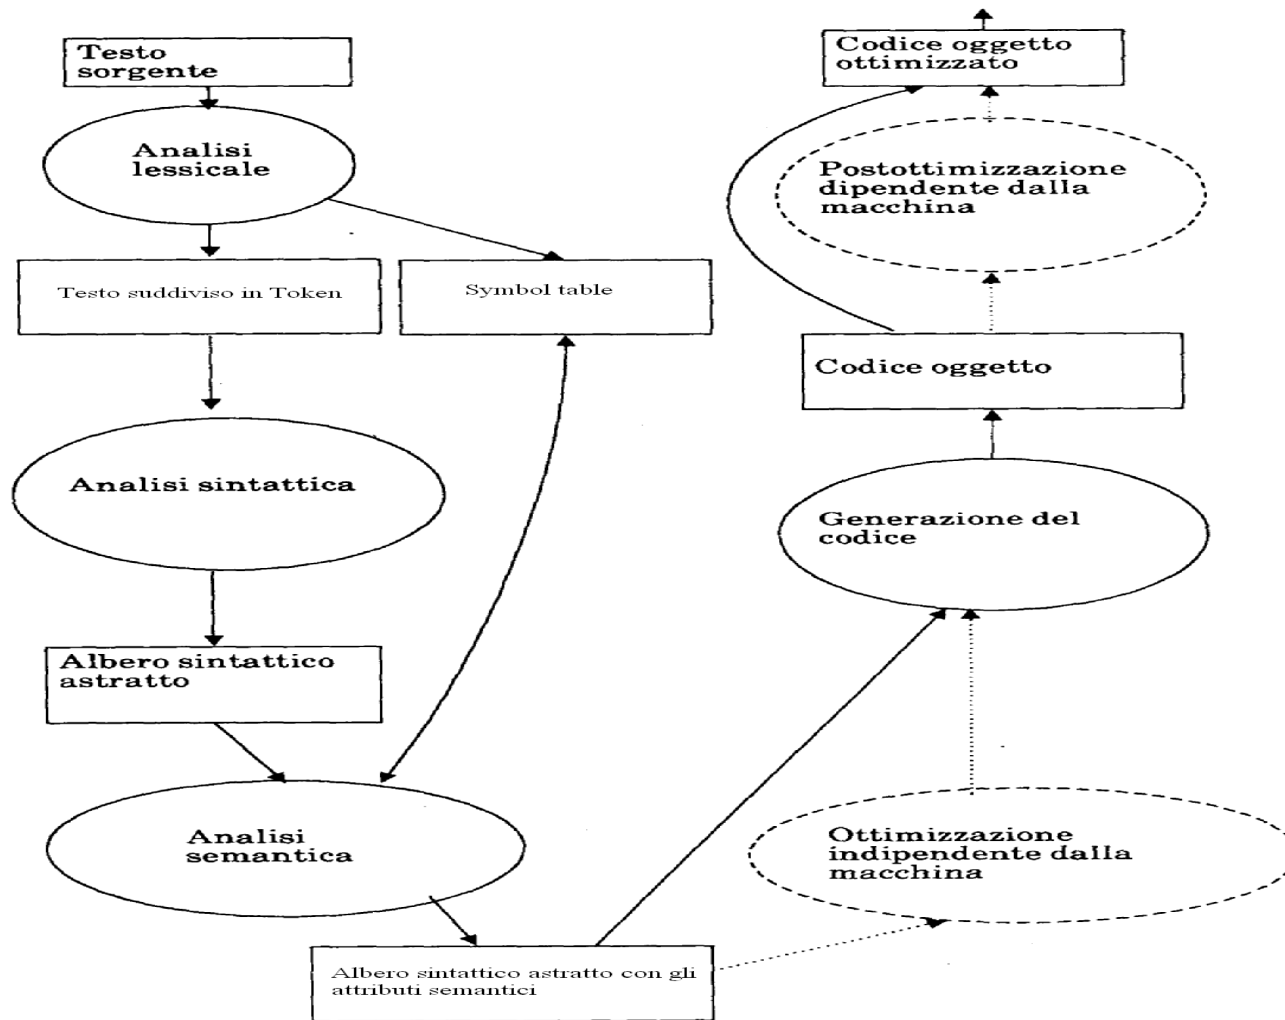 Testo
sorgente
Analisi
lessicale
Testo suddiviso in Token
Symbol table
Analisi sintattica
Albero sintattico
astratto
Analisi
semantica
Albero sintattico astratto con gli
attributi semantici
Codice oggetto
ottimizzato
Postottimizzazione
dipendente dalla
macchina
Codice oggetto
Generazione del
codice
Ottimizzazione
indipendente dalla
macchina